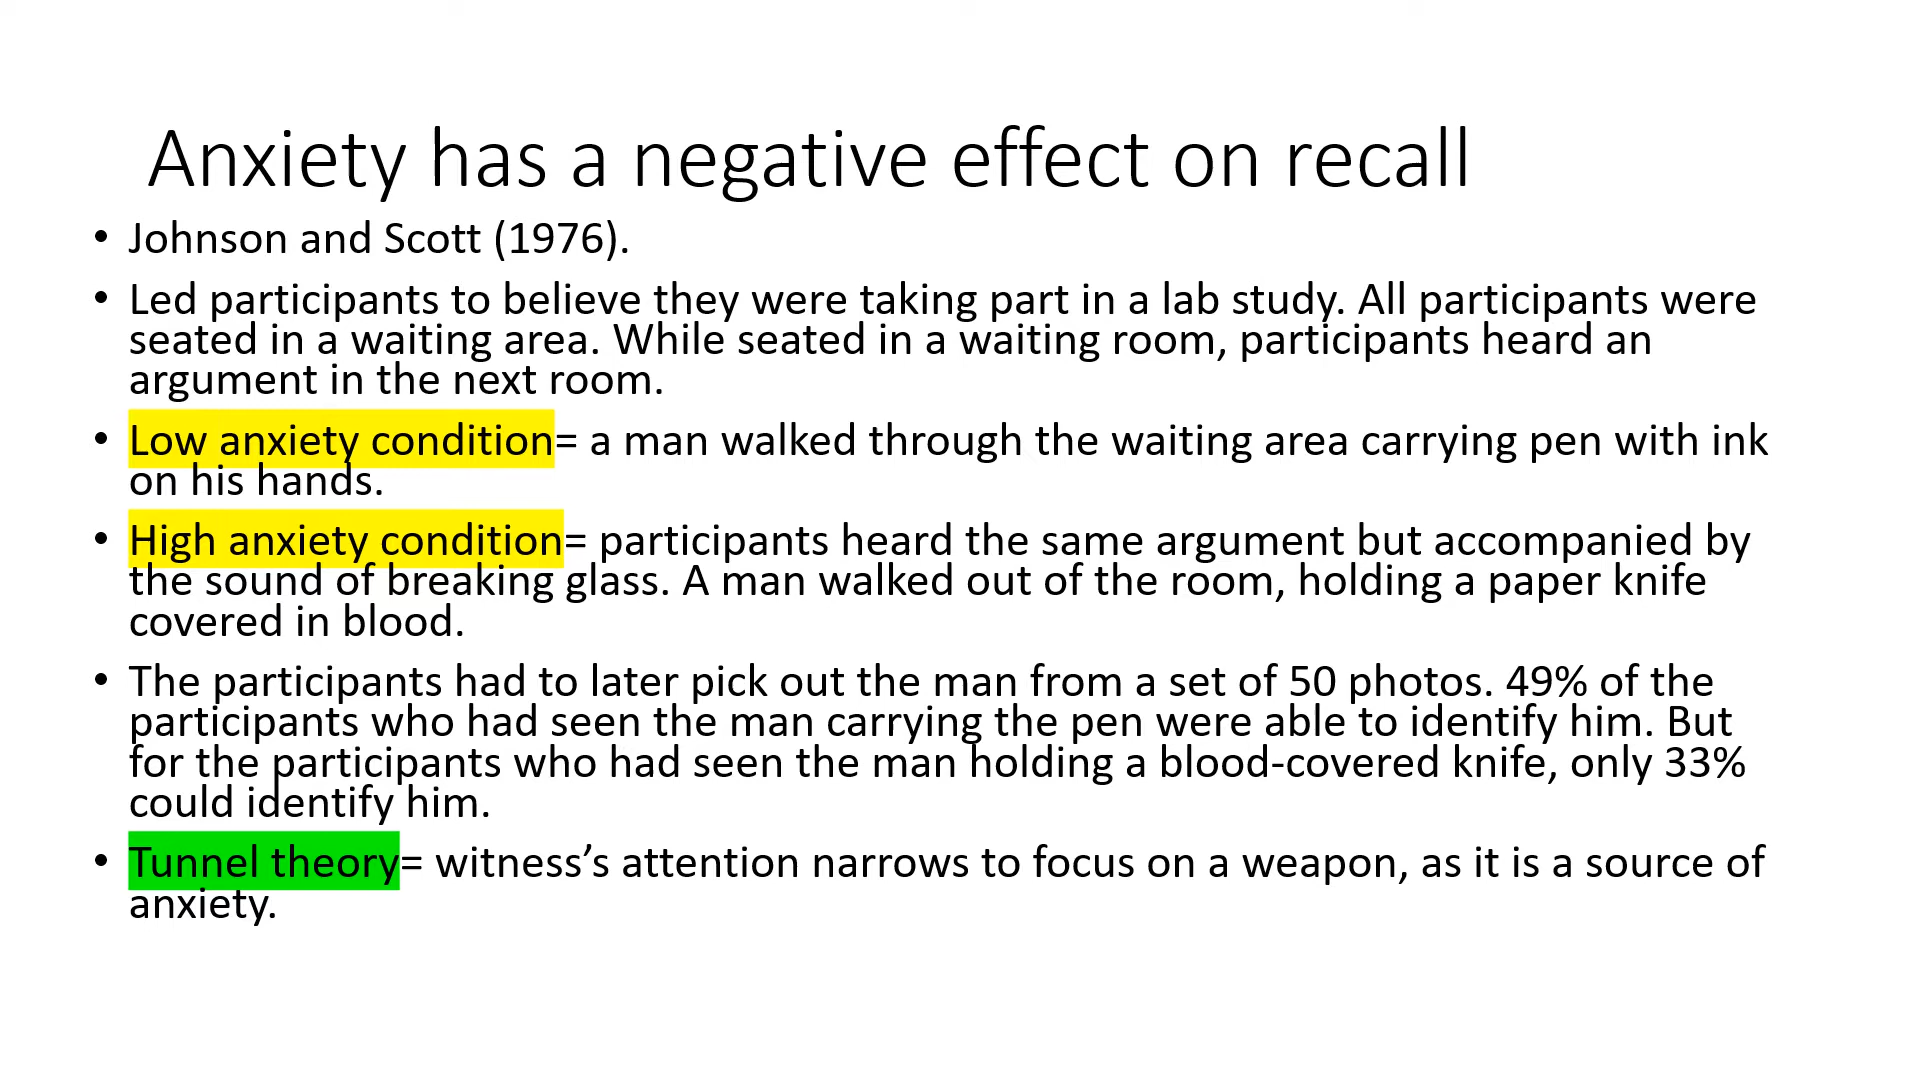 Anxiety has a negative effect on recall
• Johnson and Scott (1976).
• Led participants to believe they were taking part in a lab study. All participants were
seated in a waiting area. While seated in a waiting room, participants heard an
argument in the next room.
• Low anxiety condition= a man walked through the waiting area carrying pen with ink
on his hands.
• High anxiety condition= participants heard the same argument but accompanied by
the sound of breaking glass. A man walked out of the room, holding a paper knife
covered in blood.
• The participants had to later pick out the man from a set of 50 photos. 49% of the
participants who had seen the man carrying the pen were able to identify him. But
for the participants who had seen the man holding a blood-covered knife, only 33%
could identify him.
• Tunnel theory= witness’s attention narrows to focus on a weapon, as it is a source of
anxiety.